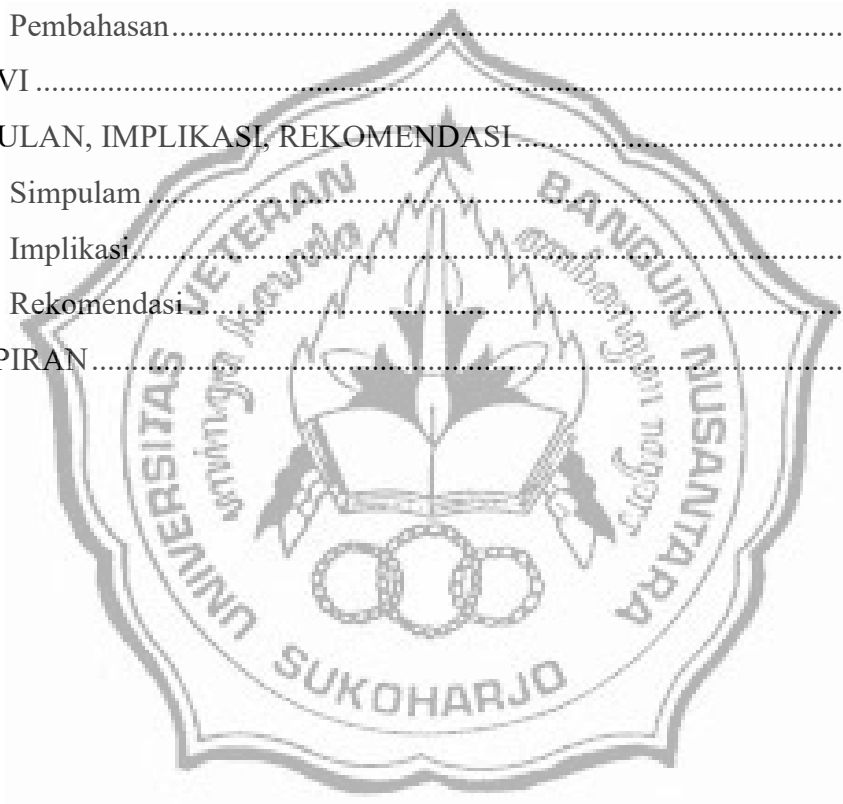 Pembahasan
VI
ULAN, IMPLIKASI, REKOMENDASI
Simpulam
Implikasi
Rekomendasi
PIRAN
UNIVERSITAS VETERAN BANGUN NUSANTARA
SUKOHARJO